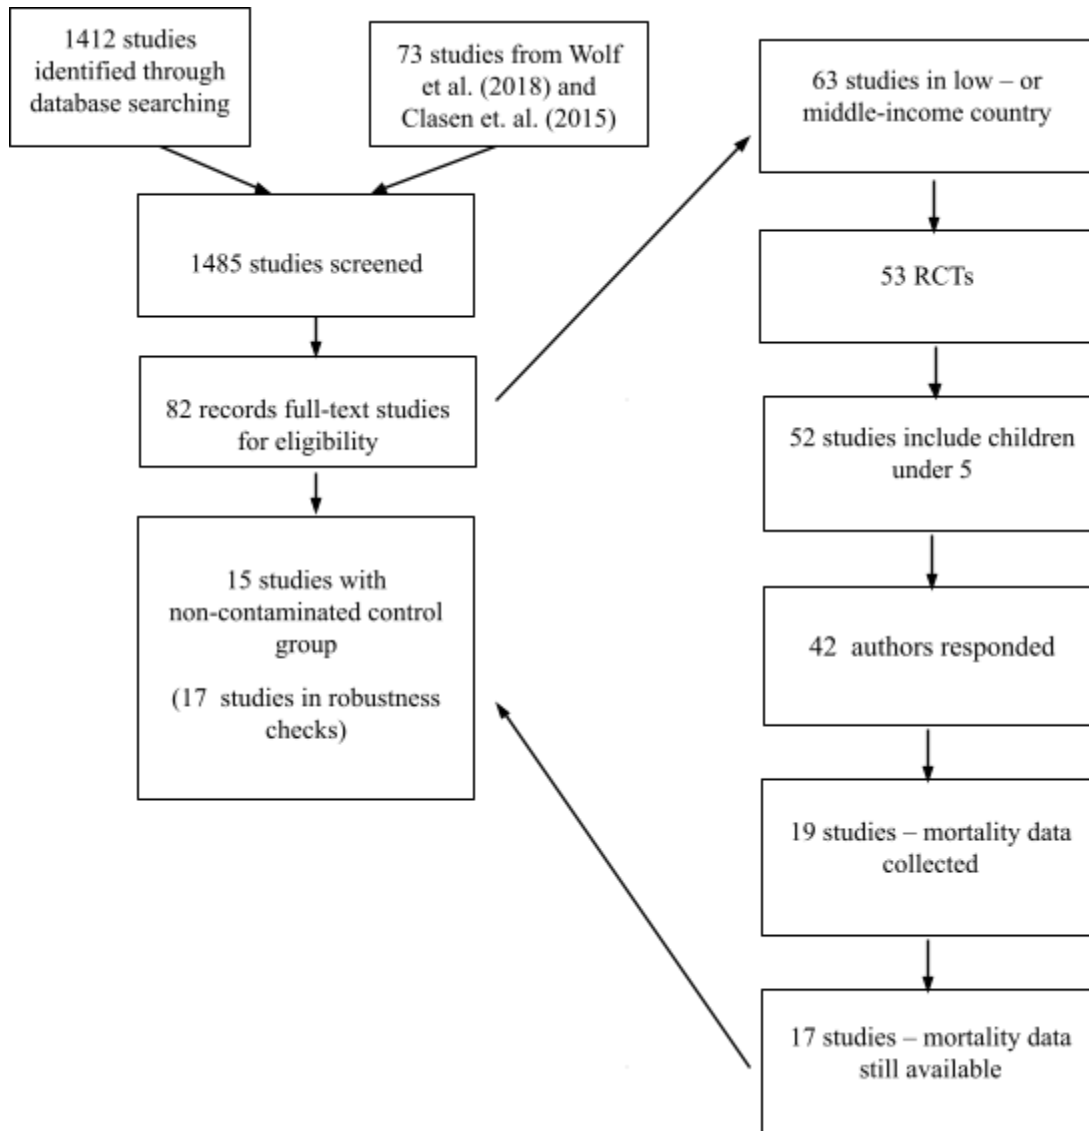 1412 studies
identified through
database searching
73 studies from Wolf
et al. (2018) and
Clasen et. al. (2015)
1485 studies screened
82 records full-text studies
for eligibility
63 studies in low – or
middle-income country
53 RCTs
52 studies include children
under 5
42 authors responded
19 studies – mortality data
collected
17 studies – mortality data
still available
15 studies with
non-contaminated control
group
(17 studies in robustness
checks)